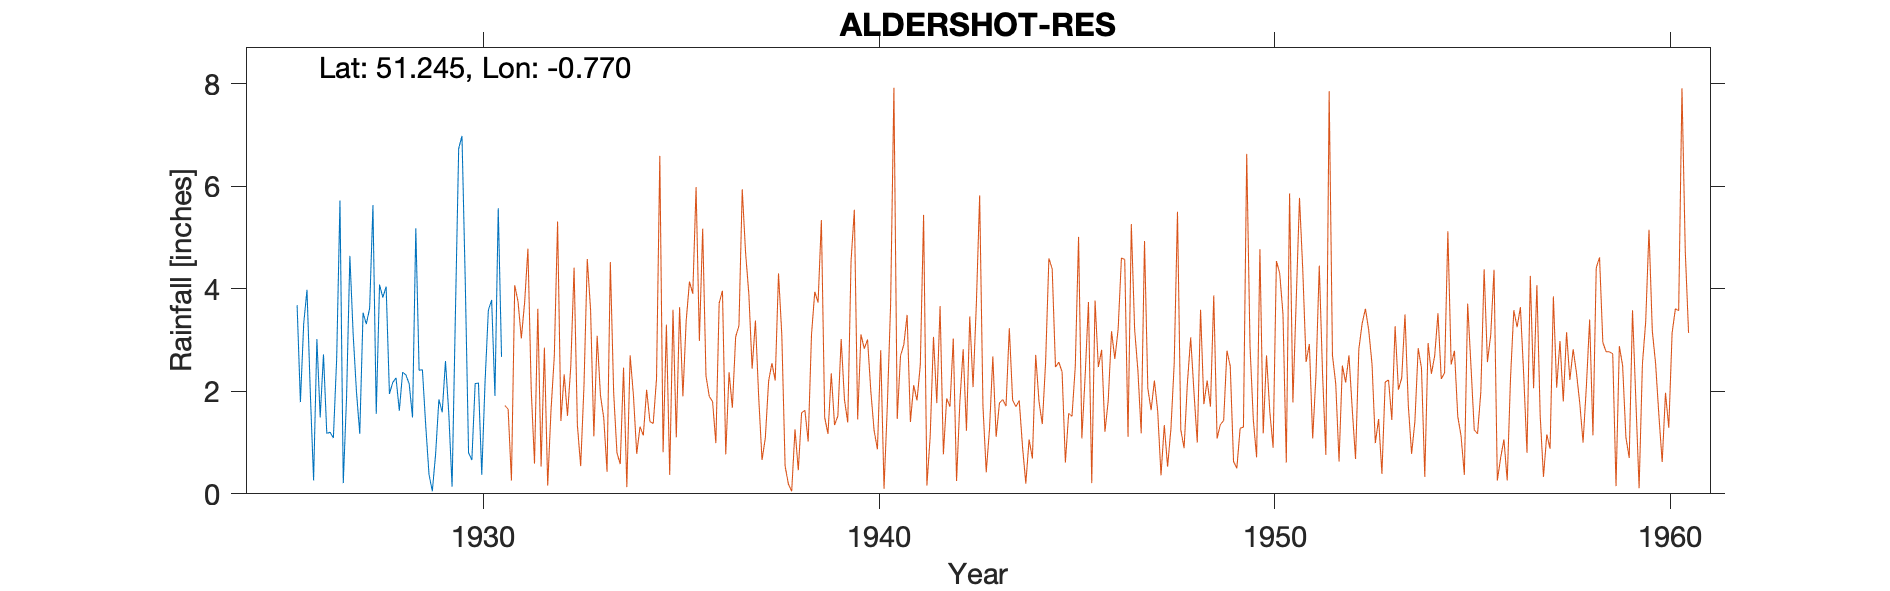 ALDERSHOT-RES
Lat: 51.245, Lon: -0.770
8
6
4
2
0
Rainfall [inches]
1930 1940 1950 1960
Year